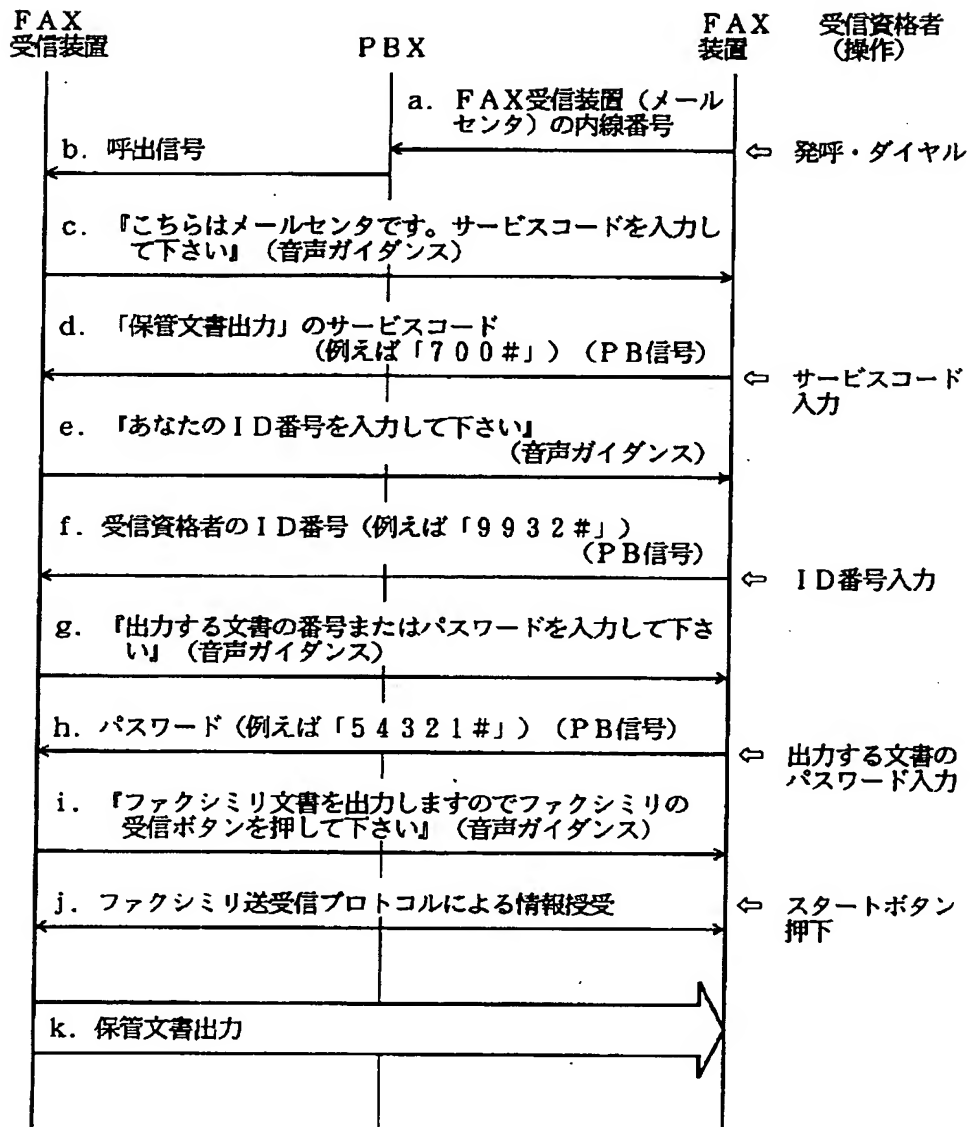 FAX
受信装置
PBX
FAX
装置
受信資格者
(操作)
a. FAX受信装置(メール
センタ)の内線番号
⇦ 発呼・ダイヤル
b. 呼出信号
c. 『こちらはメールセンタです。サービスコードを入力し
て下さい』(音声ガイダンス)
d. 「保管文書出力」のサービスコード
(例えば「700#」)(PB信号)
⇦ サービスコード
入力
e. 『あなたのID番号を入力して下さい』
(音声ガイダンス)
f. 受信資格者のID番号(例えば「9932#」)
(PB信号)
⇦ ID番号入力
g. 『出力する文書の番号またはパスワードを入力して下さ
い』(音声ガイダンス)
h. パスワード(例えば「54321#」)(PB信号)
⇦ 出力する文書の
パスワード入力
i. 『ファクシミリ文書を出力しますのでファクシミリの
受信ボタンを押して下さい』(音声ガイダンス)
j. ファクシミリ送受信プロトコルによる情報授受
⇦ スタートボタン
押下
k. 保管文書出力